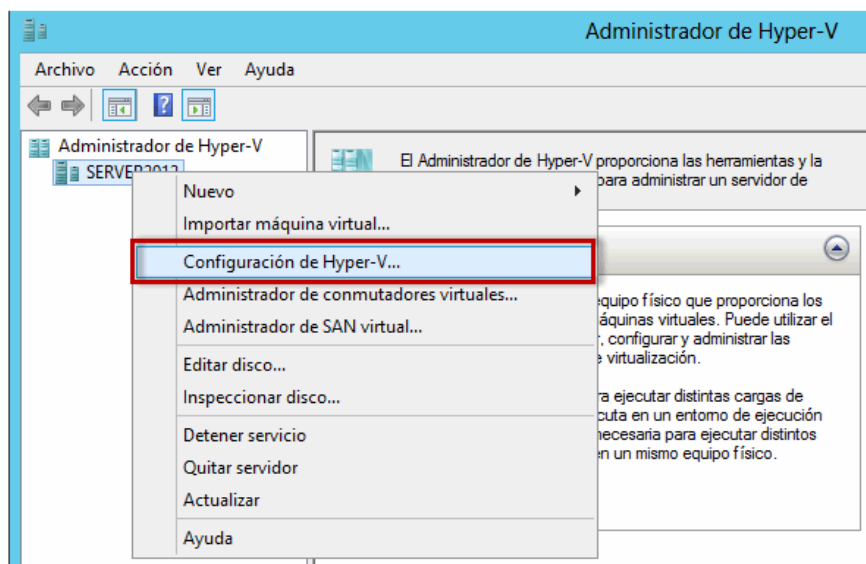 Administrador de Hyper-V
Archivo Acción Ver Ayuda
Administrador de Hyper-V
SERVER2012
El Administrador de Hyper-V proporciona las herramientas y la
para administrar un servidor de
Nuevo
Importar máquina virtual...
Configuración de Hyper-V...
Administrador de conmutadores virtuales...
Administrador de SAN virtual...
Editar disco...
Inspeccionar disco...
Detener servicio
Quitar servidor
Actualizar
Ayuda
equipo físico que proporciona los
máquinas virtuales. Puede utilizar el
, configurar y administrar las
e virtualización.
ra ejecutar distintas cargas de
cuta en un entorno de ejecución
necesaria para ejecutar distintos
en un mismo equipo físico.